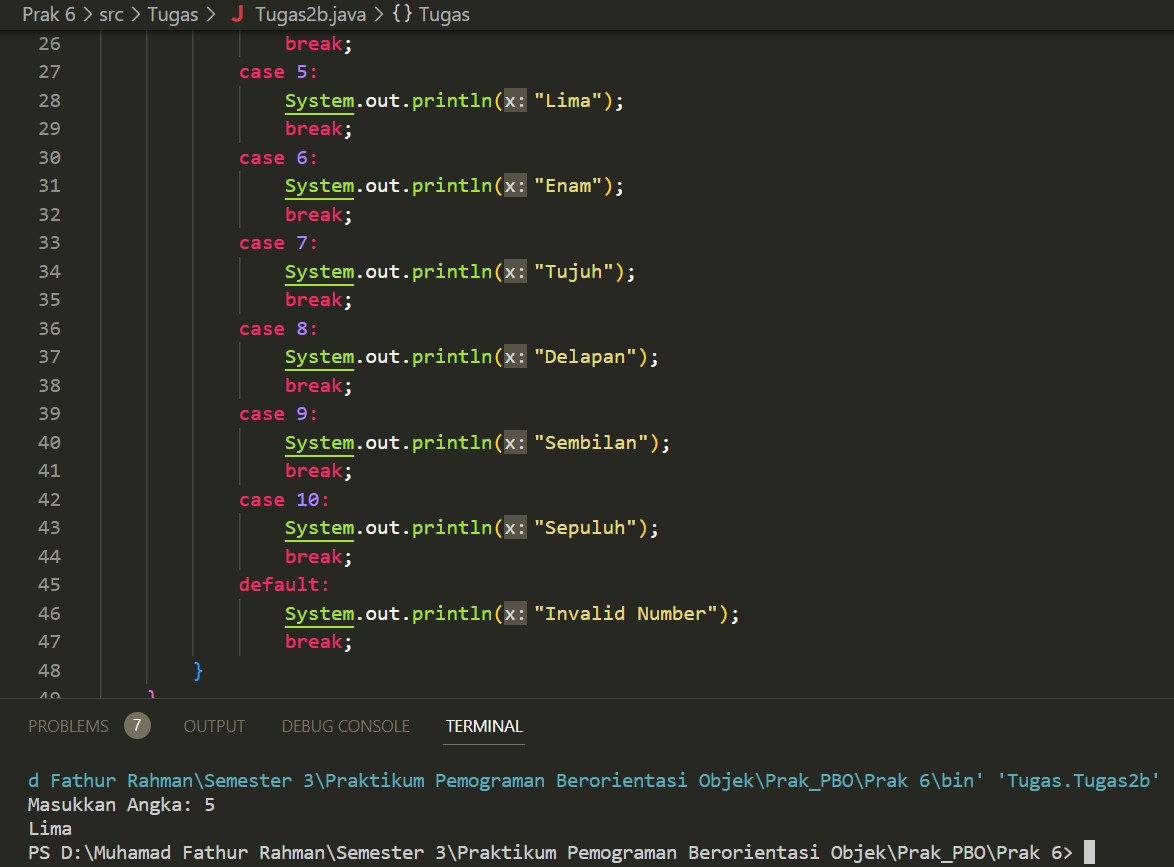 Prak 6 > src > Tugas > J Tugas2b.java > {} Tugas
26 break;
27 case 5:
28 System.out.println(x: "Lima");
29 break;
30 case 6:
31 System.out.println(x: "Enam");
32 break;
33 case 7:
34 System.out.println(x: "Tujuh");
35 break;
36 case 8:
37 System.out.println(x: "Delapan");
38 break;
39 case 9:
40 System.out.println(x: "Sembilan");
41 break;
42 case 10:
43 System.out.println(x: "Sepuluh");
44 break;
45 default:
46 System.out.println(x: "Invalid Number");
47 break;
48 }
49 }
PROBLEMS 7 OUTPUT DEBUG CONSOLE TERMINAL
d Fathur Rahman\Semester 3\Praktikum Pemograman Berorientasi Objek\Prak_PBO\Prak 6\bin' 'Tugas.Tugas2b'
Masukkan Angka: 5
Lima
PS D:\Muhamad Fathur Rahman\Semester 3\Praktikum Pemograman Berorientasi Objek\Prak_PBO\Prak 6>